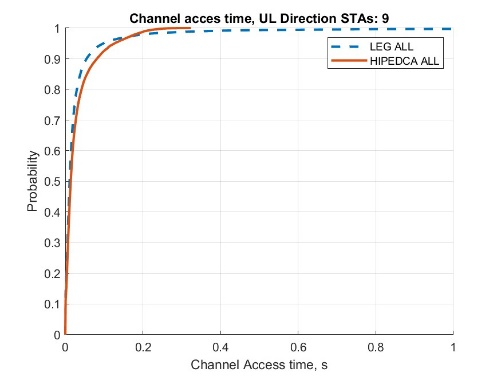 Channel acces time, UL Direction STAs: 9
LEG ALL
HIPEDCA ALL
Probability
1
0.9
0.8
0.7
0.6
0.5
0.4
0.3
0.2
0.1
0
0 0.2 0.4 0.6 0.8 1
Channel Access time, s